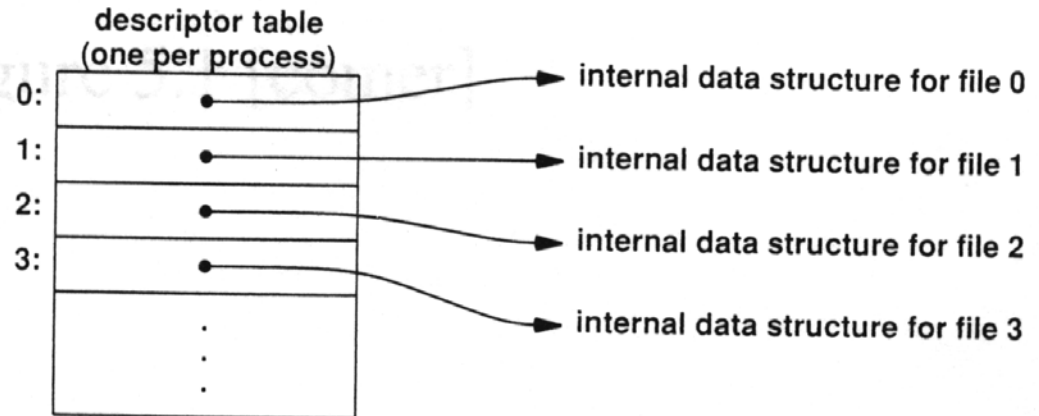 descriptor table
(one per process)
0:
internal data structure for file 0
1:
internal data structure for file 1
2:
internal data structure for file 2
3:
internal data structure for file 3